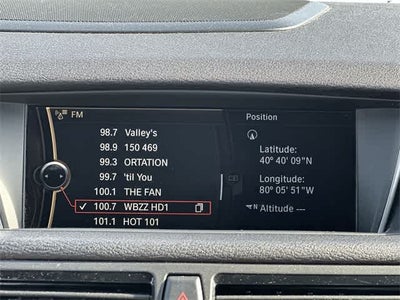 FM
98.7 Valley's
98.9 150 469
99.3 ORTATION
99.7 'til You
100.1 THE FAN
✓ 100.7 WBZZ HD1
101.1 HOT 101
Position
Latitude:
40° 40' 09"N
Longitude:
80° 05' 51"W
N Altitude ---